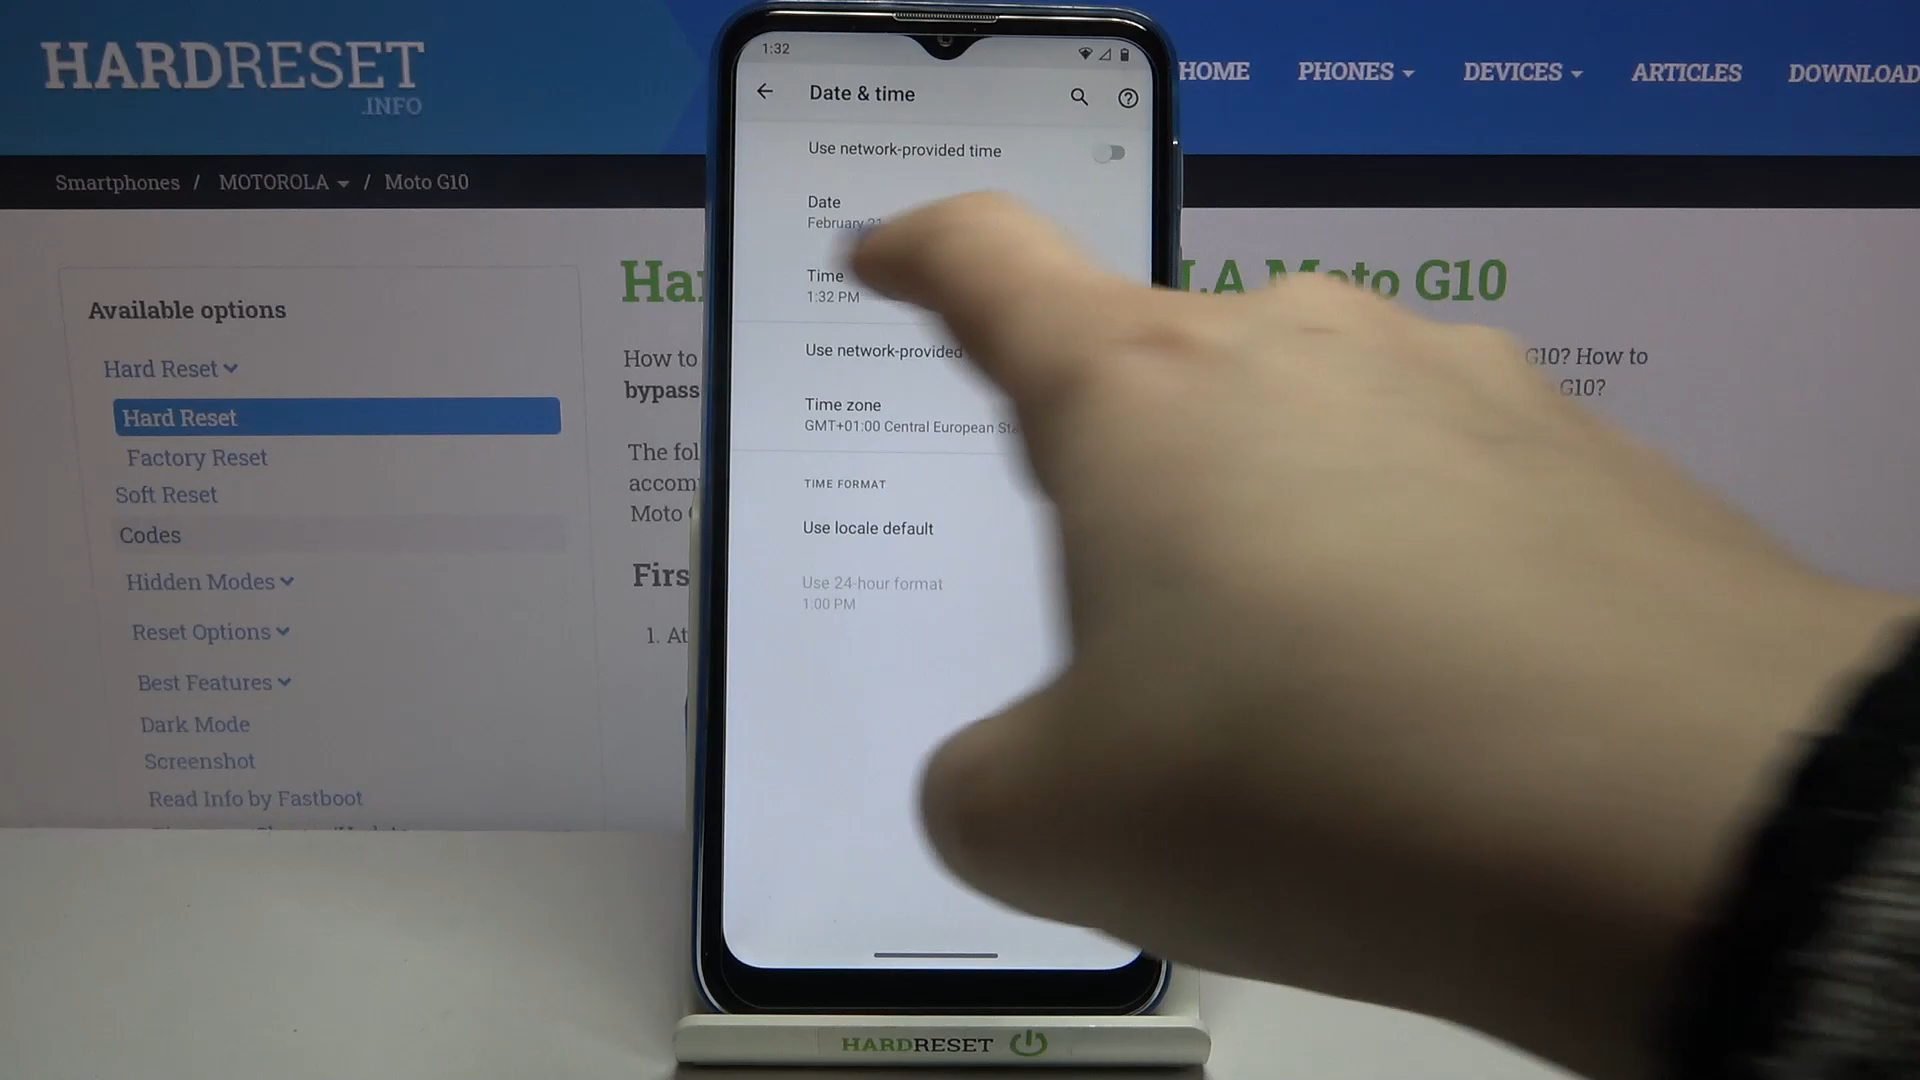 HARDRESET
.INFO
HOME PHONES DEVICES ARTICLES DOWNLOAD
Smartphones / MOTOROLA / Moto G10
Available options
Hard Reset
Hard Reset
Factory Reset
Soft Reset
Codes
Hidden Modes
Reset Options
Best Features
Dark Mode
Screenshot
Read Info by Fastboot
Moto G10
How to
bypass
G10? How to
G10?
The fol
accom
Moto
Firs
1. At
1:32
Date & time
Use network-provided time
Date
February
Time
1:32 PM
Use network-provided
Time zone
GMT+01:00 Central European
TIME FORMAT
Use locale default
Use 24-hour format
1:00 PM
HARDRESET